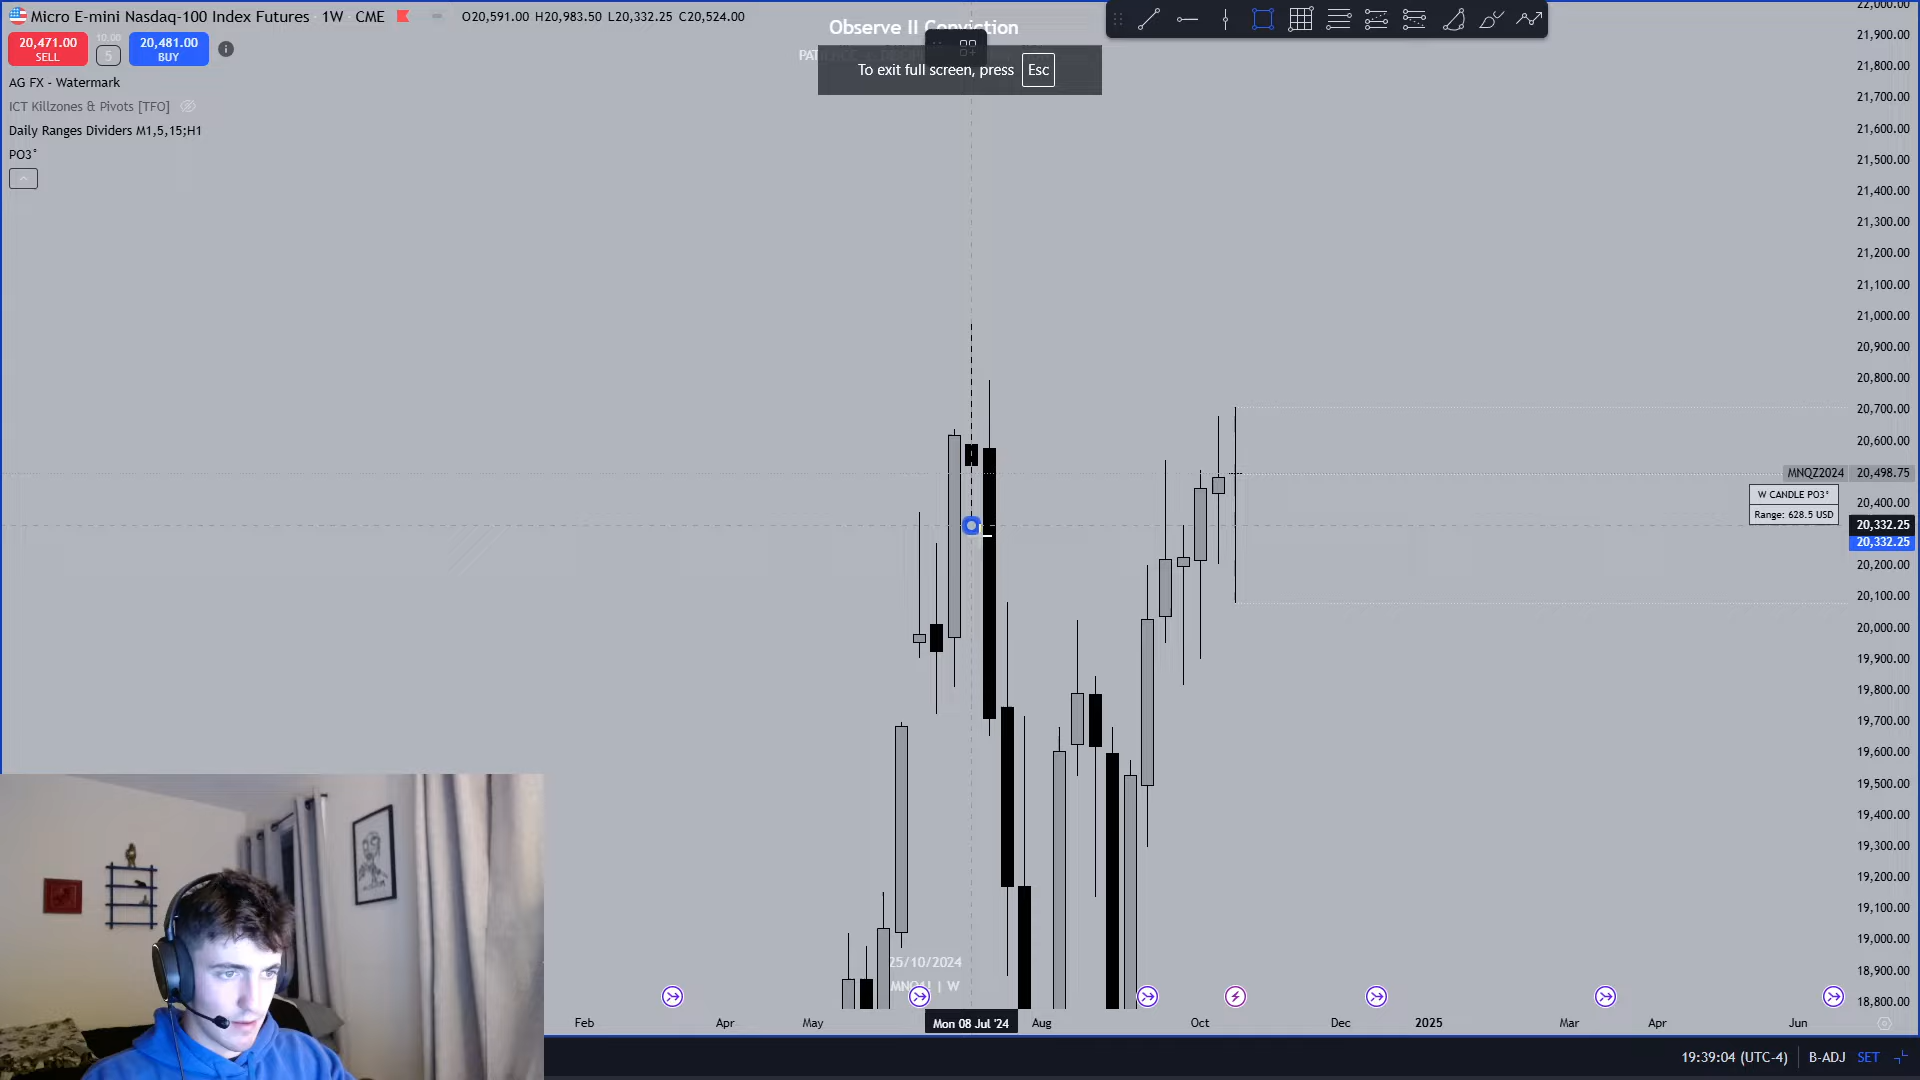 Micro E-mini Nasdaq-100 Index Futures · 1W · CME
O20,591.00 H20,983.50 L20,332.25 C20,524.00
20,471.00
SELL
10.00
5
20,481.00
BUY
AG FX - Watermark
ICT Killzones & Pivots [TFO]
Daily Ranges Dividers M1,5,15;H1
PO3°
Observe II Conviction
To exit full screen, press Esc
22,000.00
21,900.00
21,800.00
21,700.00
21,600.00
21,500.00
21,400.00
21,300.00
21,200.00
21,100.00
21,000.00
20,900.00
20,800.00
20,700.00
20,600.00
MNQZ2024 20,498.75
W CANDLE PO3°
Range: 628.5 USD
20,400.00
20,332.25
20,332.25
20,200.00
20,100.00
20,000.00
19,900.00
19,800.00
19,700.00
19,600.00
19,500.00
19,400.00
19,300.00
19,200.00
19,100.00
19,000.00
18,900.00
18,800.00
25/10/2024
| W
Feb Apr May Mon 08 Jul '24 Aug Oct Dec 2025 Mar Apr Jun
19:39:04 (UTC-4) B-ADJ SET